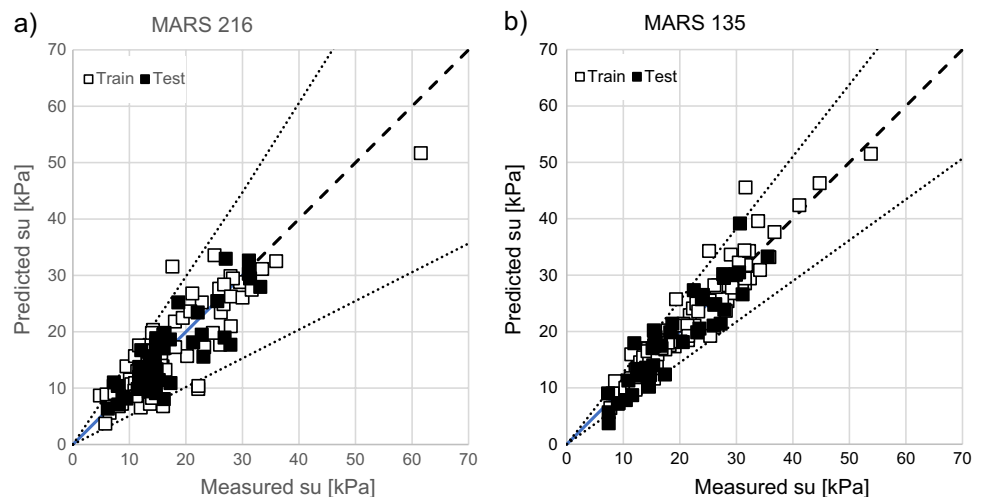 a)
MARS 216
Train
Test
70
60
50
40
30
20
10
0
Predicted su [kPa]
0 10 20 30 40 50 60 70
Measured su [kPa]
b)
MARS 135
Train
Test
70
60
50
40
30
20
10
0
Predicted su [kPa]
0 10 20 30 40 50 60 70
Measured su [kPa]